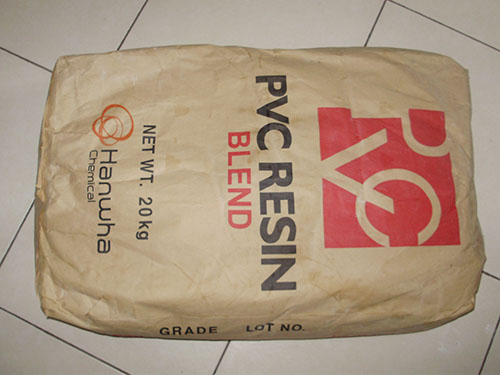 PVC
PVC RESIN
BLEND
NET WT. 20kg
Hanwha
Chemical
GRADE LOT NO.